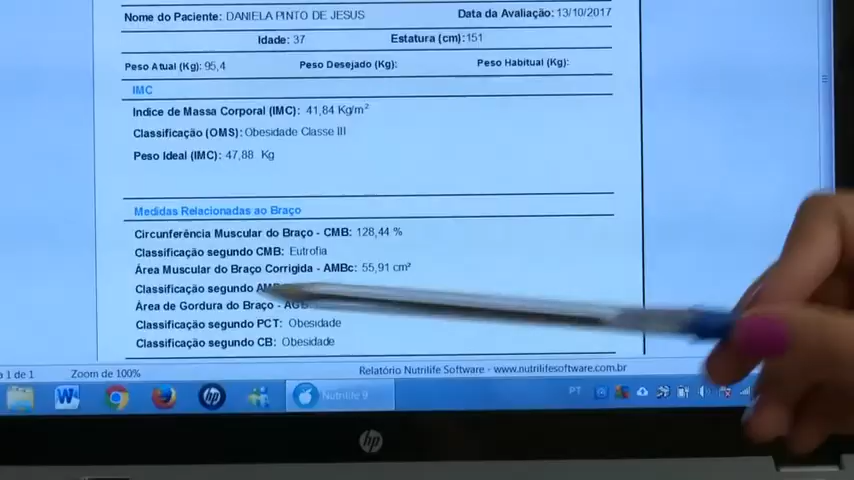 Nome do Paciente: DANIELA PINTO DE JESUS Data da Avaliação: 13/10/2017
Idade: 37 Estatura (cm): 151
Peso Atual (Kg): 95,4 Peso Desejado (Kg): Peso Habitual (Kg):
IMC
Indice de Massa Corporal (IMC): 41,84 Kg/m²
Classificação (OMS): Obesidade Classe III
Peso Ideal (IMC): 47,88 Kg
Medidas Relacionadas ao Braço
Circunferência Muscular do Braço - CMB: 128,44 %
Classificação segundo CMB: Eutrofia
Área Muscular do Braço Corrigida - AMBc: 55,91 cm²
Classificação segundo
Área de Gordura do Braço -
Classificação segundo PCT: Obesidade
Classificação segundo CB: Obesidade
1 de 1 Zoom de 100% Relatório Nutrilife Software - www.nutrilifesoftware.com.br
W hp Nutrilife 9 PT
hp